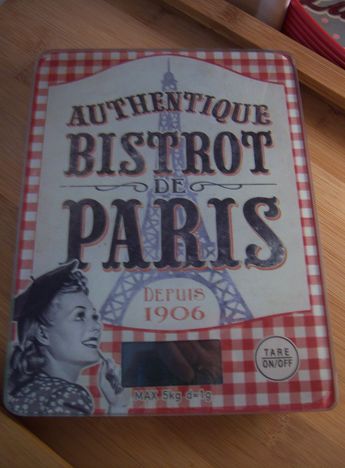 AUTHENTIQUE
BISTROT
DE
PARIS
DEPUIS
1906
TARE
ON/OFF
MAX 5kg d=1g